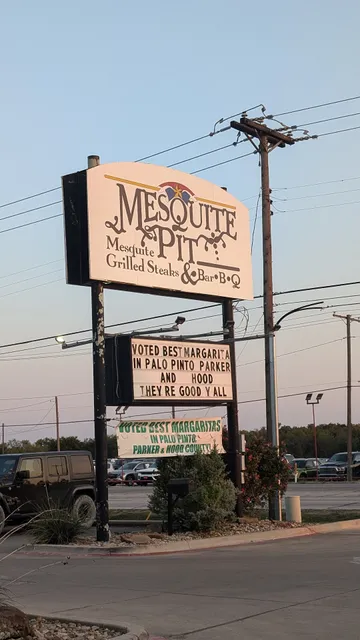 MESQUITE
PIT
Mesquite
Grilled Steaks & Bar•B•Q
VOTED BEST MARGARITA
IN PALO PINTO PARKER
AND HOOD
THEY RE GOOD Y ALL
VOTED BEST MARGARITAS
IN PALO PINTO,
PARKER & HOOD COUNTY!